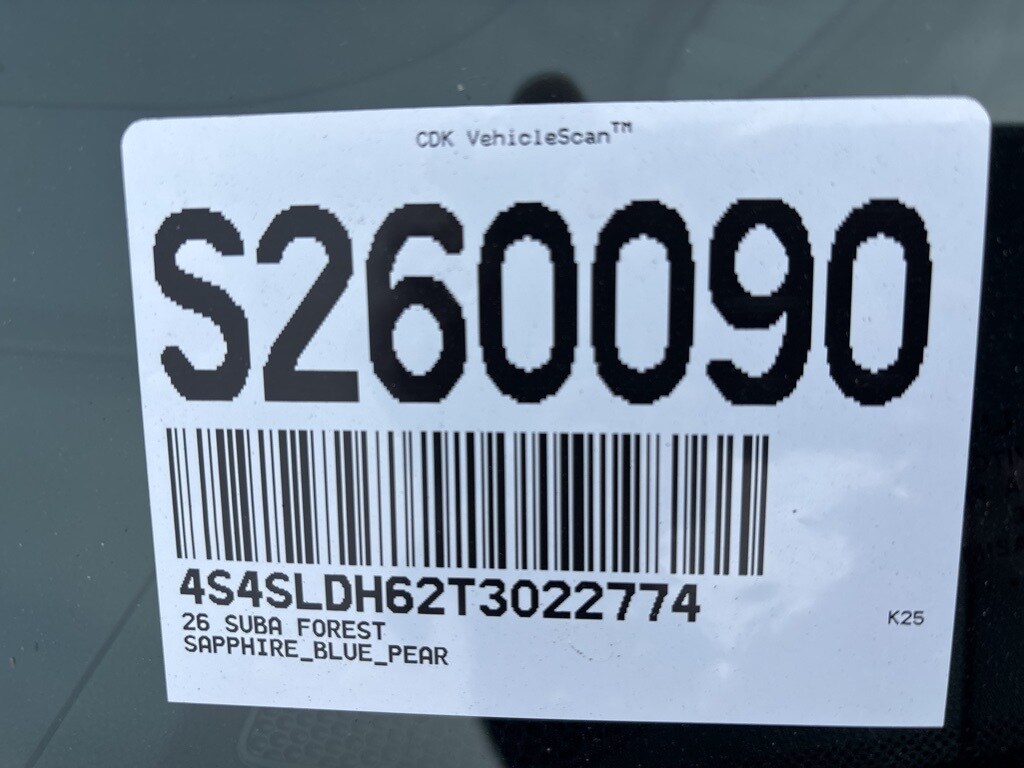 CDK VehicleScan™
S260090
4S4SLDH62T3022774
26 SUBA FOREST
SAPPHIRE_BLUE_PEAR
K25